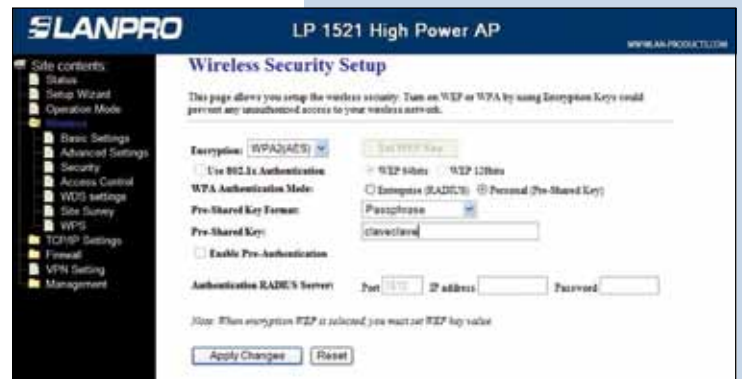 LANPRO
LP 1521 High Power AP
WWW.LAN-PRODUCTS.COM
Site contents:
Status
Setup Wizard
Operation Mode
Wireless
Basic Settings
Advanced Settings
Security
Access Control
WDS settings
Site Survey
WPS
TCP/IP Settings
Firewall
VPN Setting
Management
Wireless Security Setup
This page allows you setup the wireless security. Turn on WEP or WPA by using Encryption Keys could
prevent any unauthorized access to your wireless network.
Encryption: WPA2(AES) Set WEP Key
Use 802.1x Authentication WEP 64bits WEP 128bits
WPA Authentication Mode: Enterprise (RADIUS) Personal (Pre-Shared Key)
Pre-Shared Key Format: Passphrase
Pre-Shared Key: claveclave
Enable Pre-Authentication
Authentication RADIUS Server: Port 1812 IP address Password
Note: When encryption WEP is selected, you must set WEP key value.
Apply Changes Reset